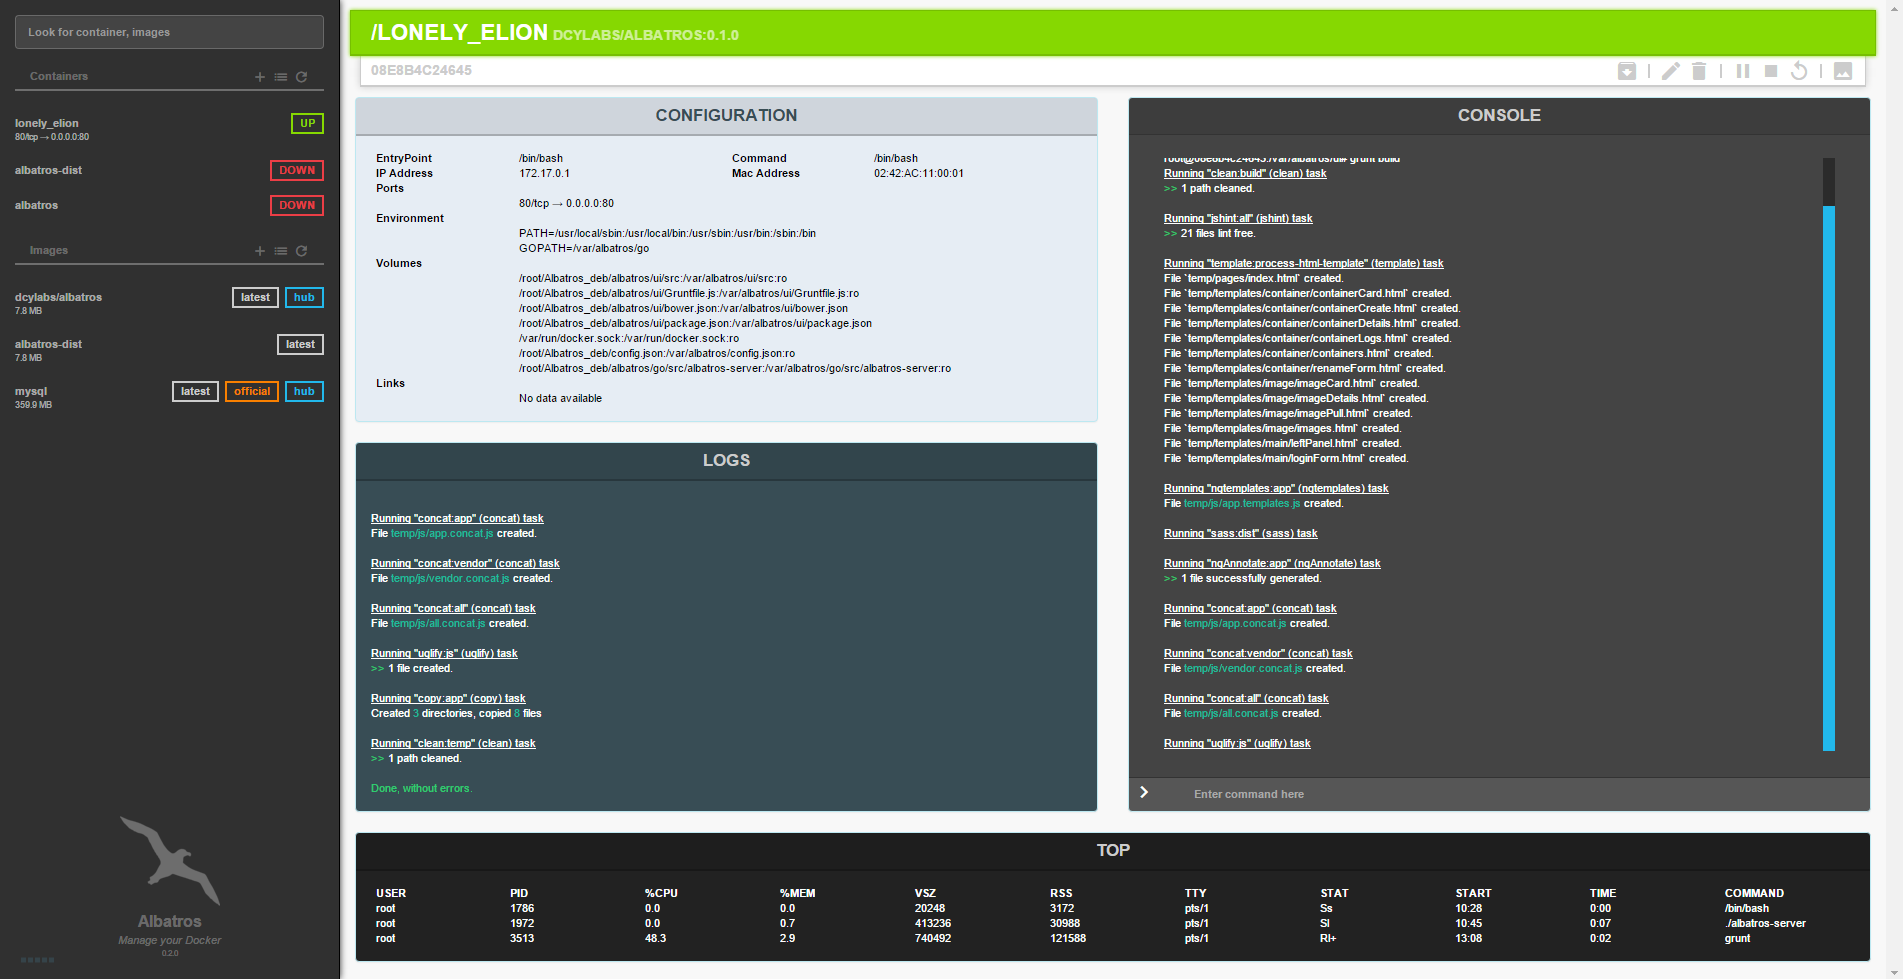 Look for container, images
Containers
lonely_elion UP
80/tcp → 0.0.0.0:80
albatros-dist DOWN
albatros DOWN
Images
dcylabs/albatros latest hub
7.8 MB
albatros-dist latest
7.8 MB
mysql latest official hub
359.9 MB
Albatros
Manage your Docker
0.2.0
/LONELY_ELION DCYLABS/ALBATROS:0.1.0
08E8B4C24645
CONFIGURATION
EntryPoint /bin/bash Command /bin/bash
IP Address 172.17.0.1 Mac Address 02:42:AC:11:00:01
Ports
80/tcp → 0.0.0.0:80
Environment
PATH=/usr/local/sbin:/usr/local/bin:/usr/sbin:/usr/bin:/sbin:/bin
GOPATH=/var/albatros/go
Volumes
/root/Albatros_deb/albatros/ui/src:/var/albatros/ui/src:ro
/root/Albatros_deb/albatros/ui/Gruntfile.js:/var/albatros/ui/Gruntfile.js:ro
/root/Albatros_deb/albatros/ui/bower.json:/var/albatros/ui/bower.json
/root/Albatros_deb/albatros/ui/package.json:/var/albatros/ui/package.json
/var/run/docker.sock:/var/run/docker.sock:ro
/root/Albatros_deb/config.json:/var/albatros/config.json:ro
/root/Albatros_deb/albatros/go/src/albatros-server:/var/albatros/go/src/albatros-server:ro
Links
No data available
LOGS
Running "concat:app" (concat) task
File temp/js/app.concat.js created.
Running "concat:vendor" (concat) task
File temp/js/vendor.concat.js created.
Running "concat:all" (concat) task
File temp/js/all.concat.js created.
Running "uglify:js" (uglify) task
>> 1 file created.
Running "copy:app" (copy) task
Created 3 directories, copied 8 files
Running "clean:temp" (clean) task
>> 1 path cleaned.
Done, without errors.
CONSOLE
root@08e8b4c24645:/var/albatros/ui# grunt build
Running "clean:build" (clean) task
>> 1 path cleaned.
Running "jshint:all" (jshint) task
>> 21 files lint free.
Running "template:process-html-template" (template) task
File `temp/pages/index.html` created.
File `temp/templates/container/containerCard.html` created.
File `temp/templates/container/containerCreate.html` created.
File `temp/templates/container/containerDetails.html` created.
File `temp/templates/container/containerLogs.html` created.
File `temp/templates/container/containers.html` created.
File `temp/templates/container/renameForm.html` created.
File `temp/templates/image/imageCard.html` created.
File `temp/templates/image/imageDetails.html` created.
File `temp/templates/image/imagePull.html` created.
File `temp/templates/image/images.html` created.
File `temp/templates/main/leftPanel.html` created.
File `temp/templates/main/loginForm.html` created.
Running "ngtemplates:app" (ngtemplates) task
File temp/js/app.templates.js created.
Running "sass:dist" (sass) task
Running "ngAnnotate:app" (ngAnnotate) task
>> 1 file successfully generated.
Running "concat:app" (concat) task
File temp/js/app.concat.js created.
Running "concat:vendor" (concat) task
File temp/js/vendor.concat.js created.
Running "concat:all" (concat) task
File temp/js/all.concat.js created.
Running "uglify:js" (uglify) task
Enter command here
TOP
USER PID %CPU %MEM VSZ RSS TTY STAT START TIME COMMAND
root 1786 0.0 0.0 20248 3172 pts/1 Ss 10:28 0:00 /bin/bash
root 1972 0.0 0.7 413236 30988 pts/1 Sl 10:45 0:07 ./albatros-server
root 3513 48.3 2.9 740492 121588 pts/1 Rl+ 13:08 0:02 grunt